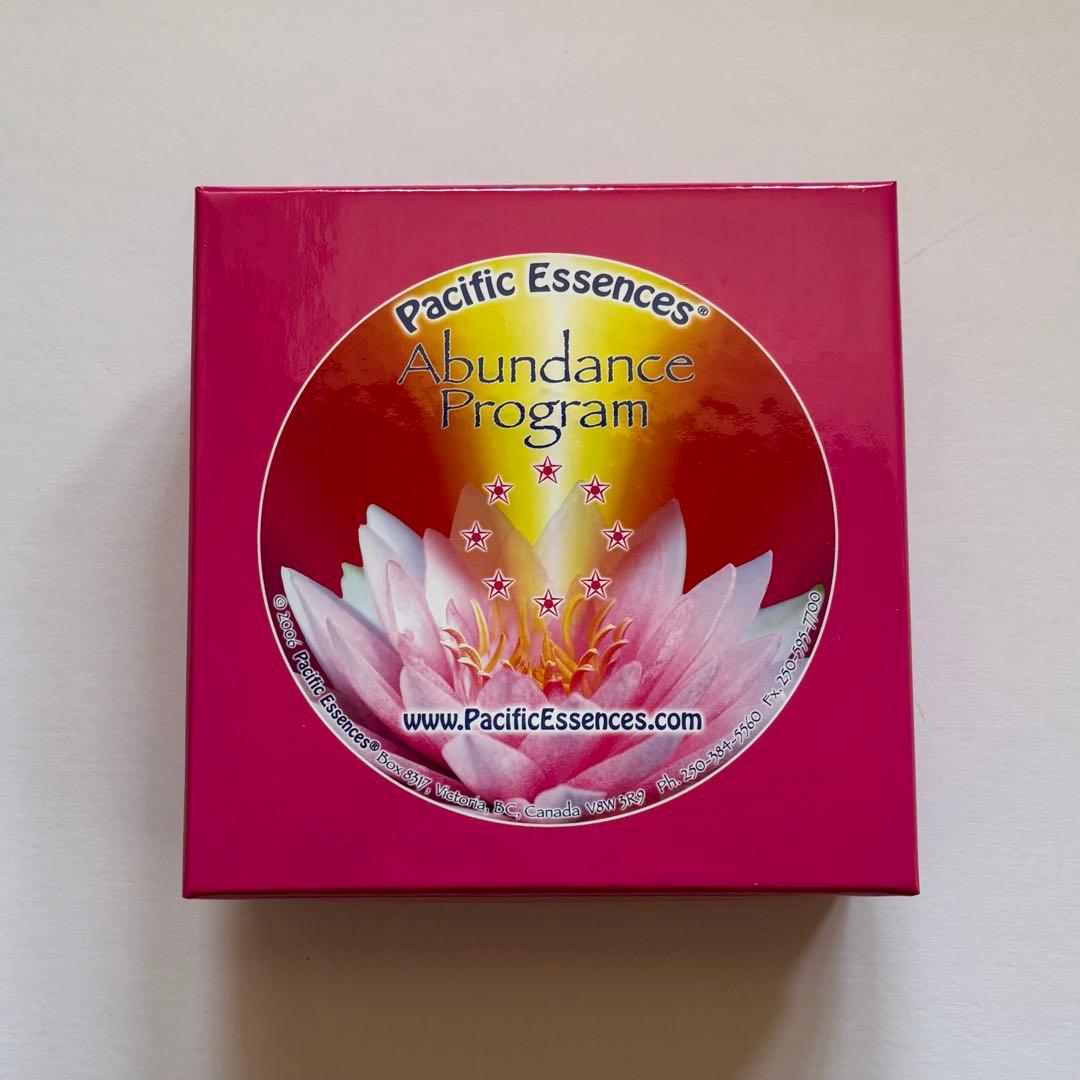 Pacific Essences®
Abundance
Program
www.PacificEssences.com
© 2006 Pacific Essences® Box 8317, Victoria, BC, Canada V8W 3R9 Ph. 250-384-5560 Fx. 250-595-7700